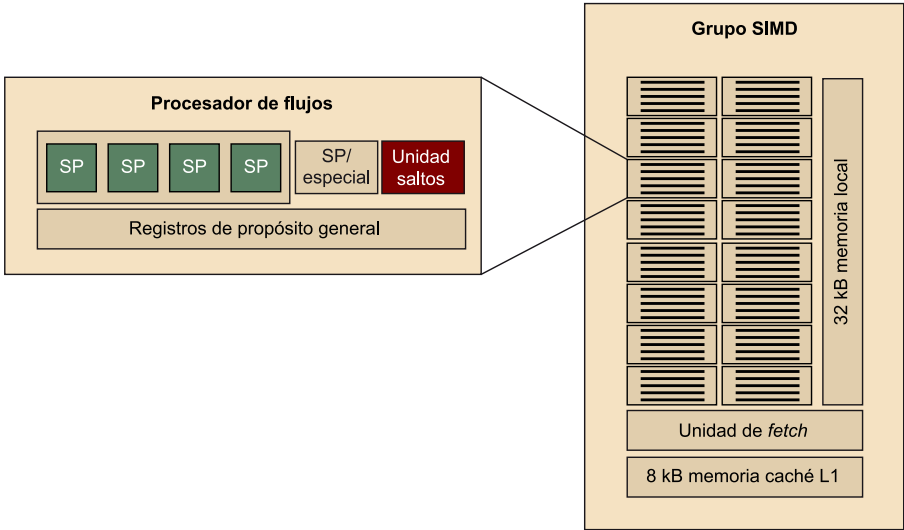 Grupo SIMD
Procesador de flujos
SP SP SP SP
SP/
especial
Unidad
saltos
Registros de propósito general
32 kB memoria local
Unidad de fetch
8 kB memoria caché L1